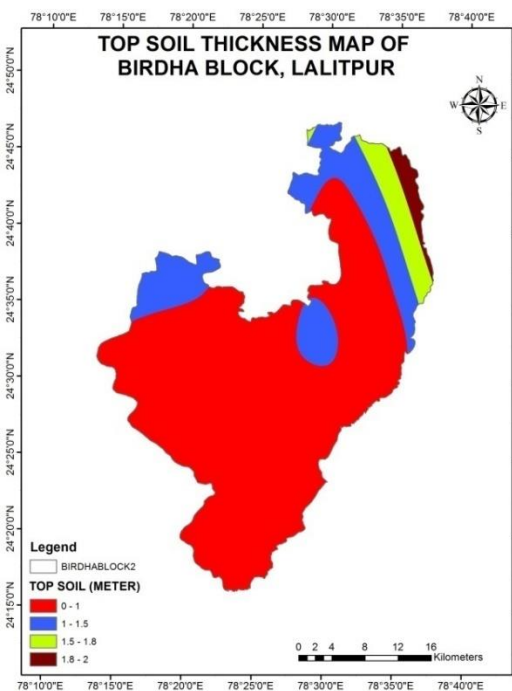 78°10'0"E 78°15'0"E 78°20'0"E 78°25'0"E 78°30'0"E 78°35'0"E 78°40'0"E
TOP SOIL THICKNESS MAP OF
BIRDHA BLOCK, LALITPUR
N
W E
S
24°50'0"N
24°45'0"N
24°40'0"N
24°35'0"N
24°30'0"N
24°25'0"N
24°20'0"N
24°15'0"N
Legend
BIRDHABLOCK2
TOP SOIL (METER)
0 - 1
1 - 1.5
1.5 - 1.8
1.8 - 2
0 2 4 8 12 16
Kilometers
78°10'0"E 78°15'0"E 78°20'0"E 78°25'0"E 78°30'0"E 78°35'0"E 78°40'0"E